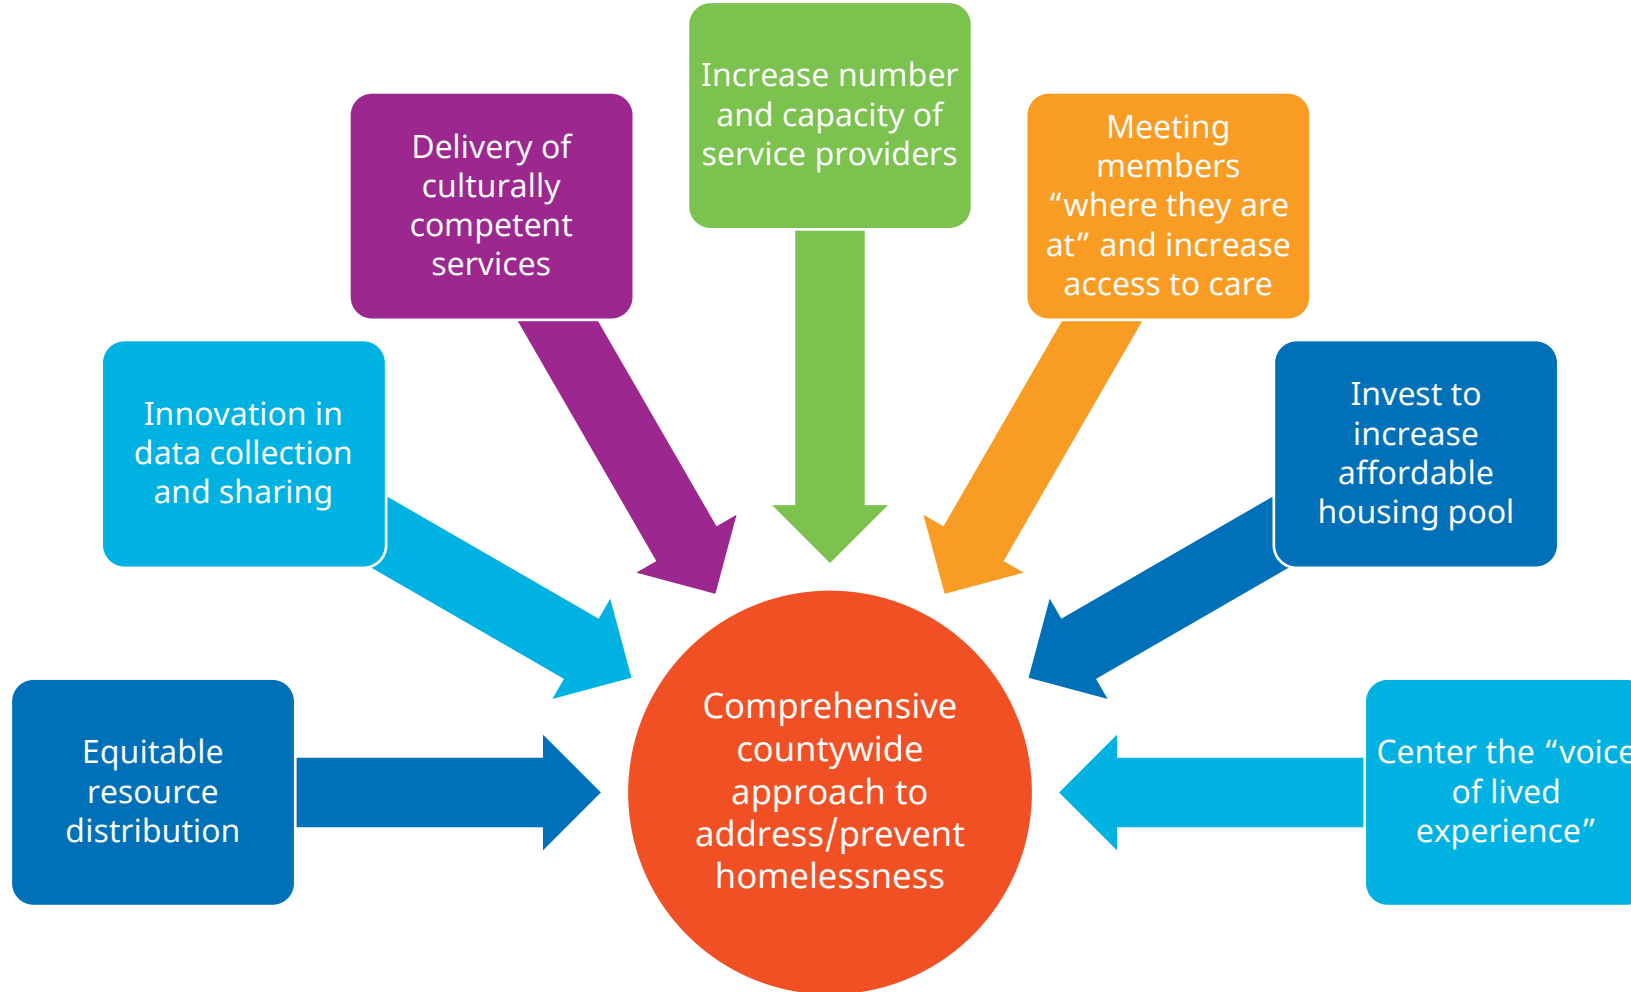 Increase number
and capacity of
service providers
Delivery of
culturally
competent
services
Meeting
members
“where they are
at” and increase
access to care
Innovation in
data collection
and sharing
Invest to
increase
affordable
housing pool
Equitable
resource
distribution
Comprehensive
countywide
approach to
address/prevent
homelessness
Center the “voice
of lived
experience”